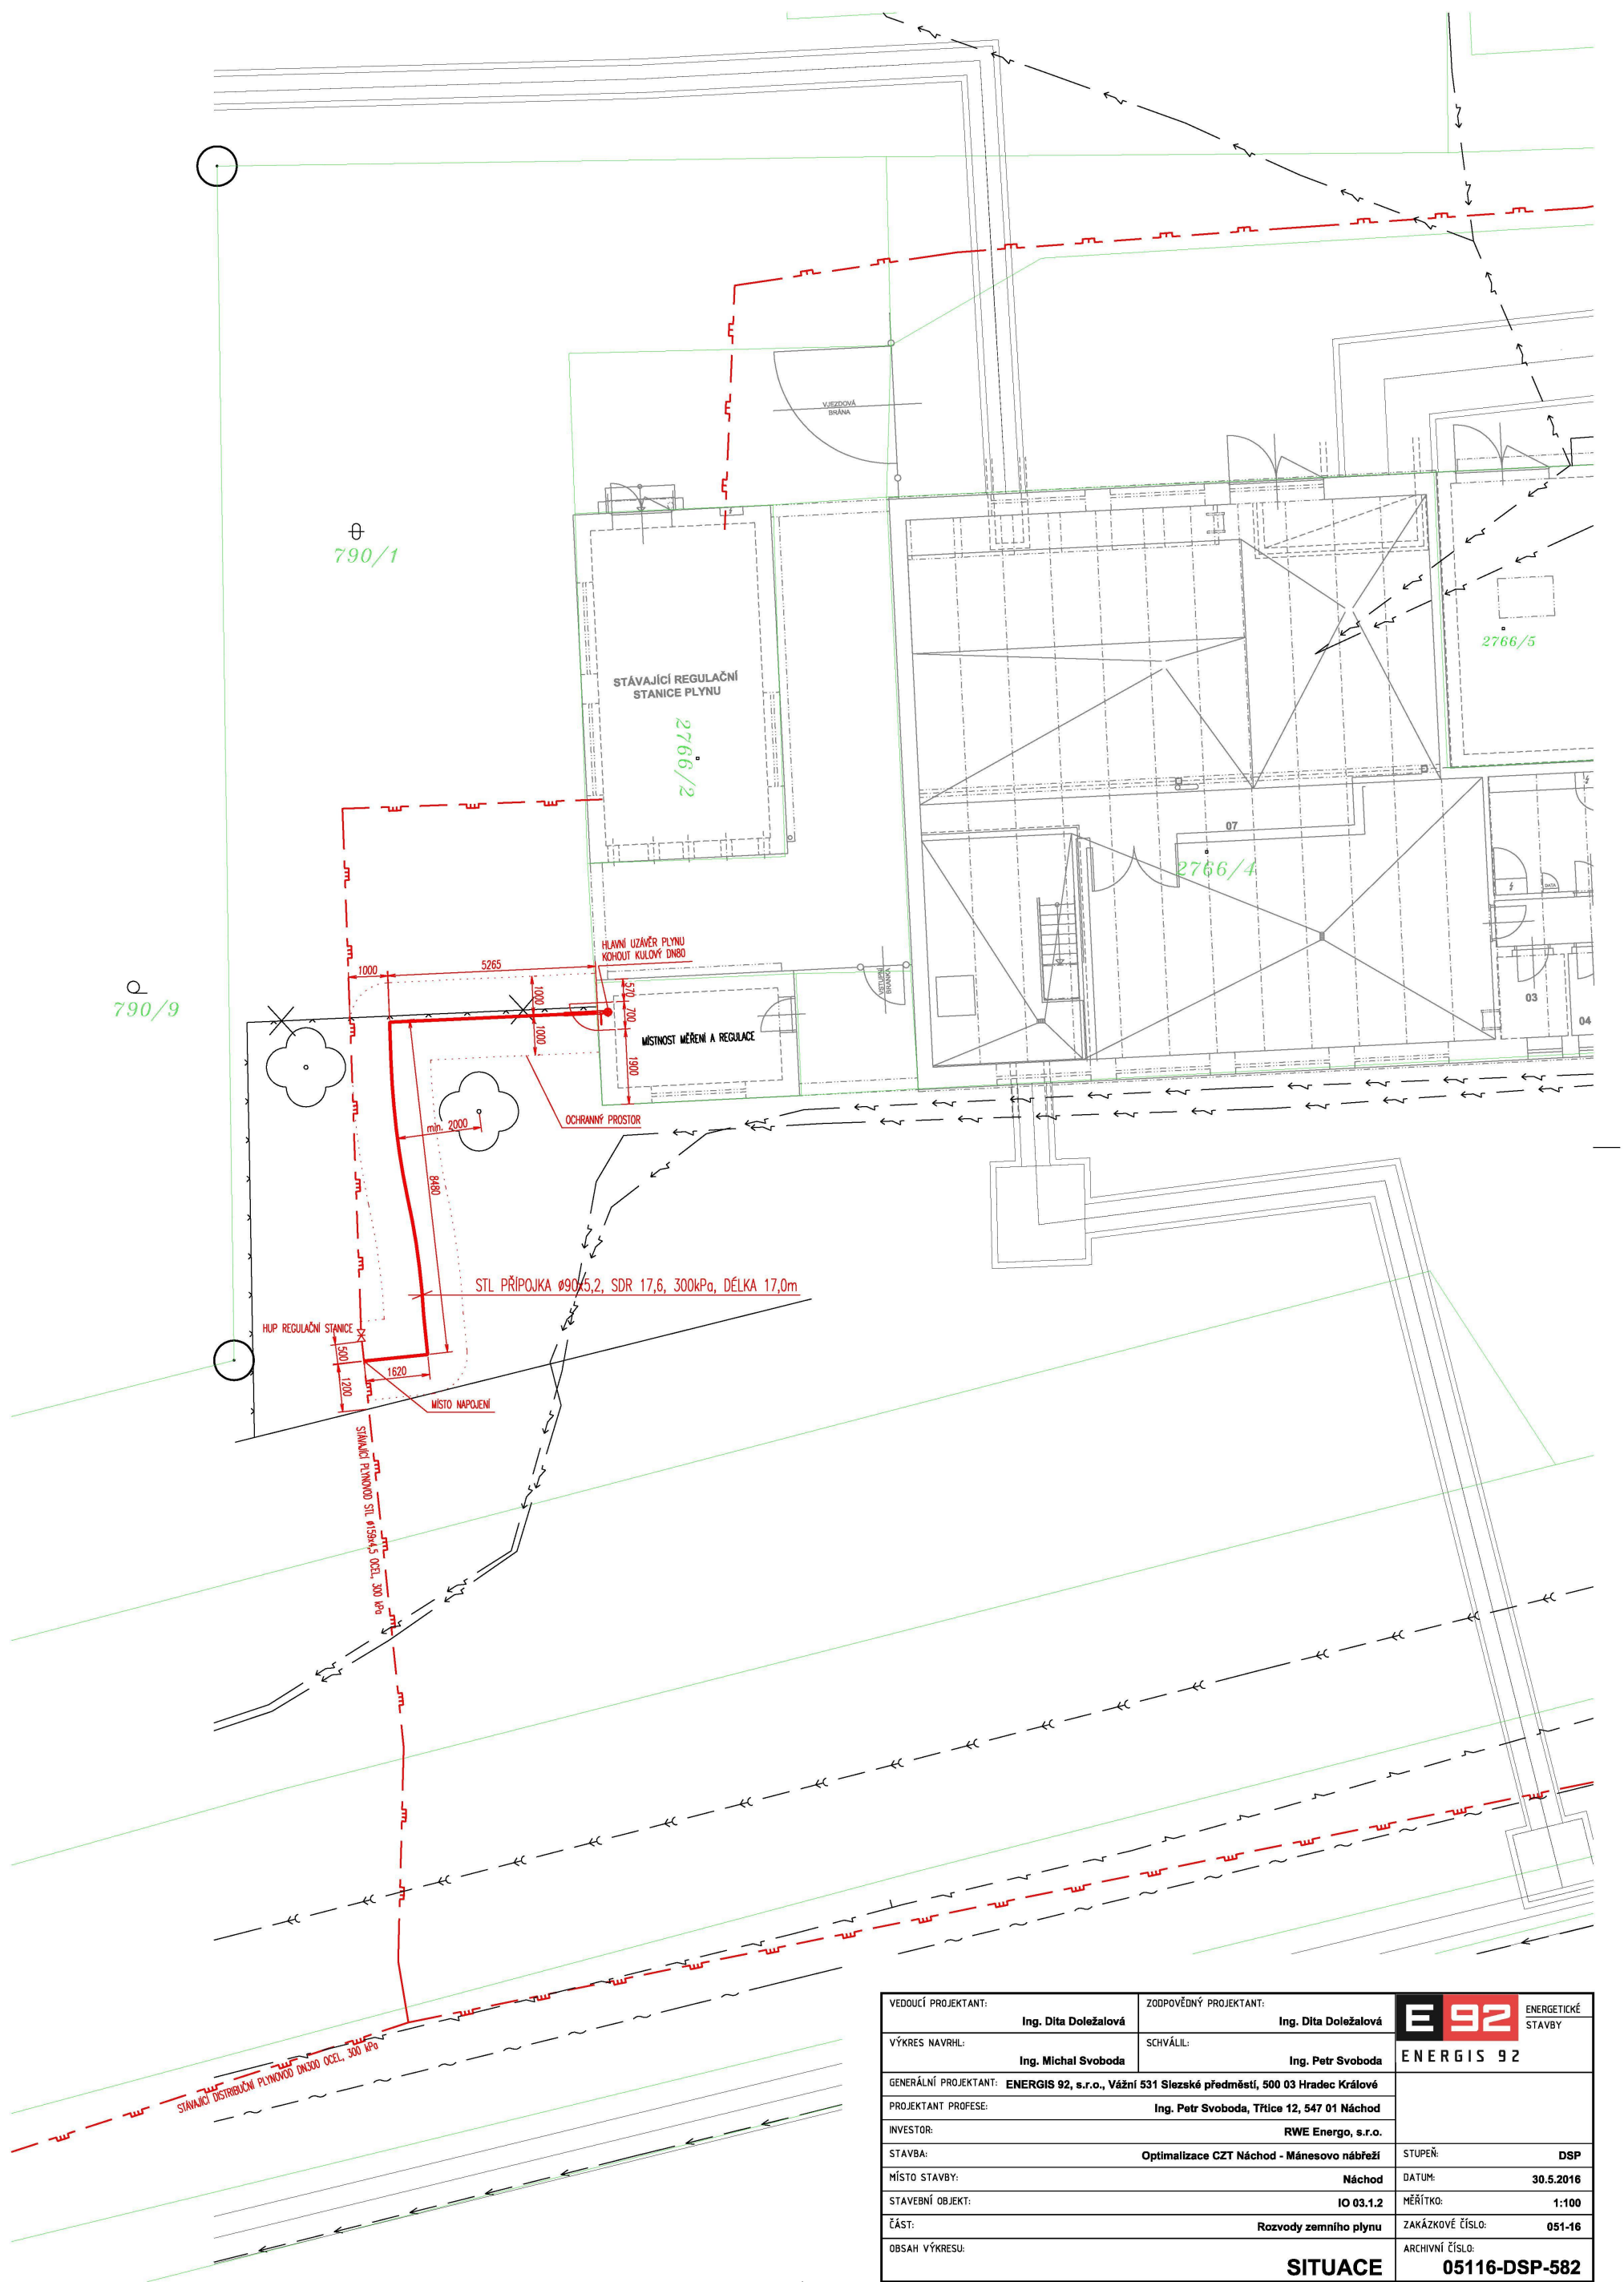 VJEZDOVÁ
BRÁNA
790/1
2766/5
STÁVAJÍCÍ REGULAČNÍ
STANICE PLYNU
2766/2
07
2766/4
DN/TA
HLAVNÍ UZÁVĚR PLYNU
KOHOUT KULOVÝ DN80
1000
5265
VSTUPNÍ
BRANKA
790/9
1000
1000
570
700
1900
MÍSTNOST MĚŘENÍ A REGULACE
03
04
OCHRANNÝ PROSTOR
min. 2000
8480
STL PŘÍPOJKA ø90x5,2, SDR 17,6, 300kPa, DÉLKA 17,0m
HUP REGULAČNÍ STANICE
500
1200
1620
MÍSTO NAPOJENÍ
STÁVAJÍCÍ PLYNOVOD STL ø159x4,5 OCEL, 300 kPa
STÁVAJÍCÍ DISTRIBUČNÍ PLYNOVOD DN300 OCEL, 300 kPa
VEDOUCÍ PROJEKTANT:
Ing. Dita Doležalová
ZODPOVĚDNÝ PROJEKTANT:
Ing. Dita Doležalová
E 92 ENERGETICKÉ
STAVBY
ENERGIS 92
VÝKRES NAVRHL:
Ing. Michal Svoboda
SCHVÁLIL:
Ing. Petr Svoboda
GENERÁLNÍ PROJEKTANT: ENERGIS 92, s.r.o., Vážní 531 Slezské předměstí, 500 03 Hradec Králové
PROJEKTANT PROFESE: Ing. Petr Svoboda, Třtice 12, 547 01 Náchod
INVESTOR: RWE Energo, s.r.o.
STAVBA: Optimalizace CZT Náchod - Mánesovo nábřeží
STUPEŇ: DSP
MÍSTO STAVBY: Náchod
DATUM: 30.5.2016
STAVEBNÍ OBJEKT: IO 03.1.2
MĚŘÍTKO: 1:100
ČÁST: Rozvody zemního plynu
ZAKÁZKOVÉ ČÍSLO: 051-16
OBSAH VÝKRESU:
SITUACE
ARCHIVNÍ ČÍSLO:
05116-DSP-582